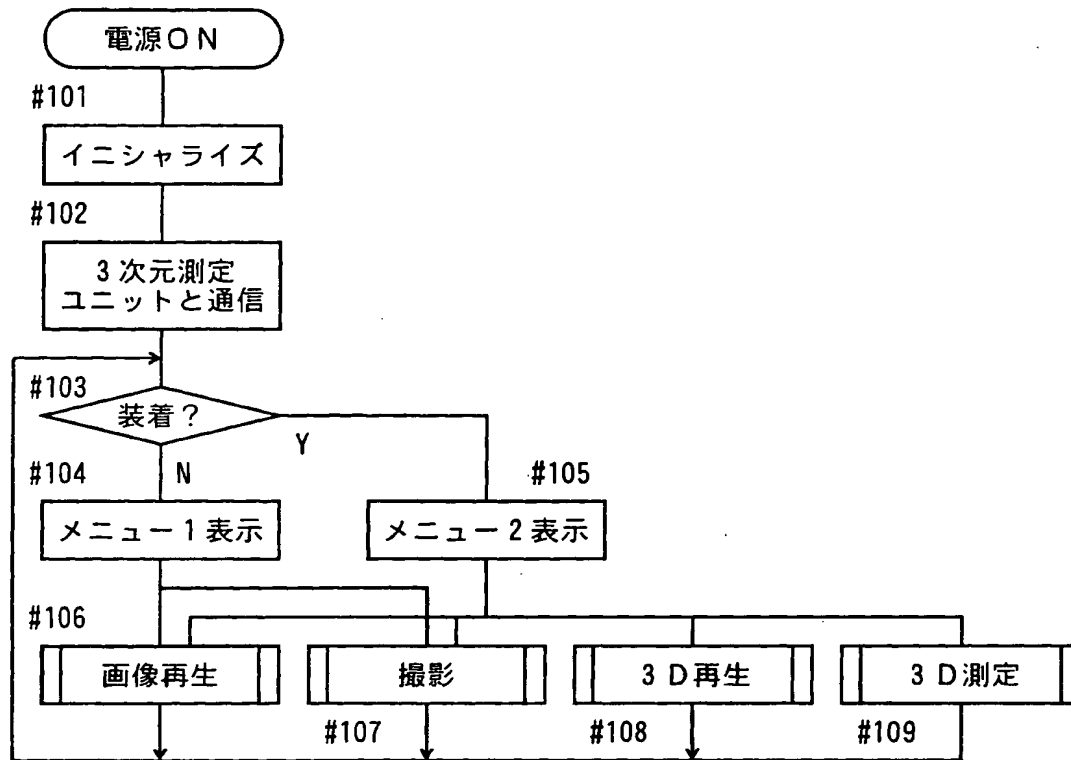 電源ON
#101
イニシャライズ
#102
3次元測定
ユニットと通信
#103
装着?
Y
#104
N
#105
メニュー1表示
メニュー2表示
#106
画像再生
撮影
3D再生
3D測定
#107
#108
#109